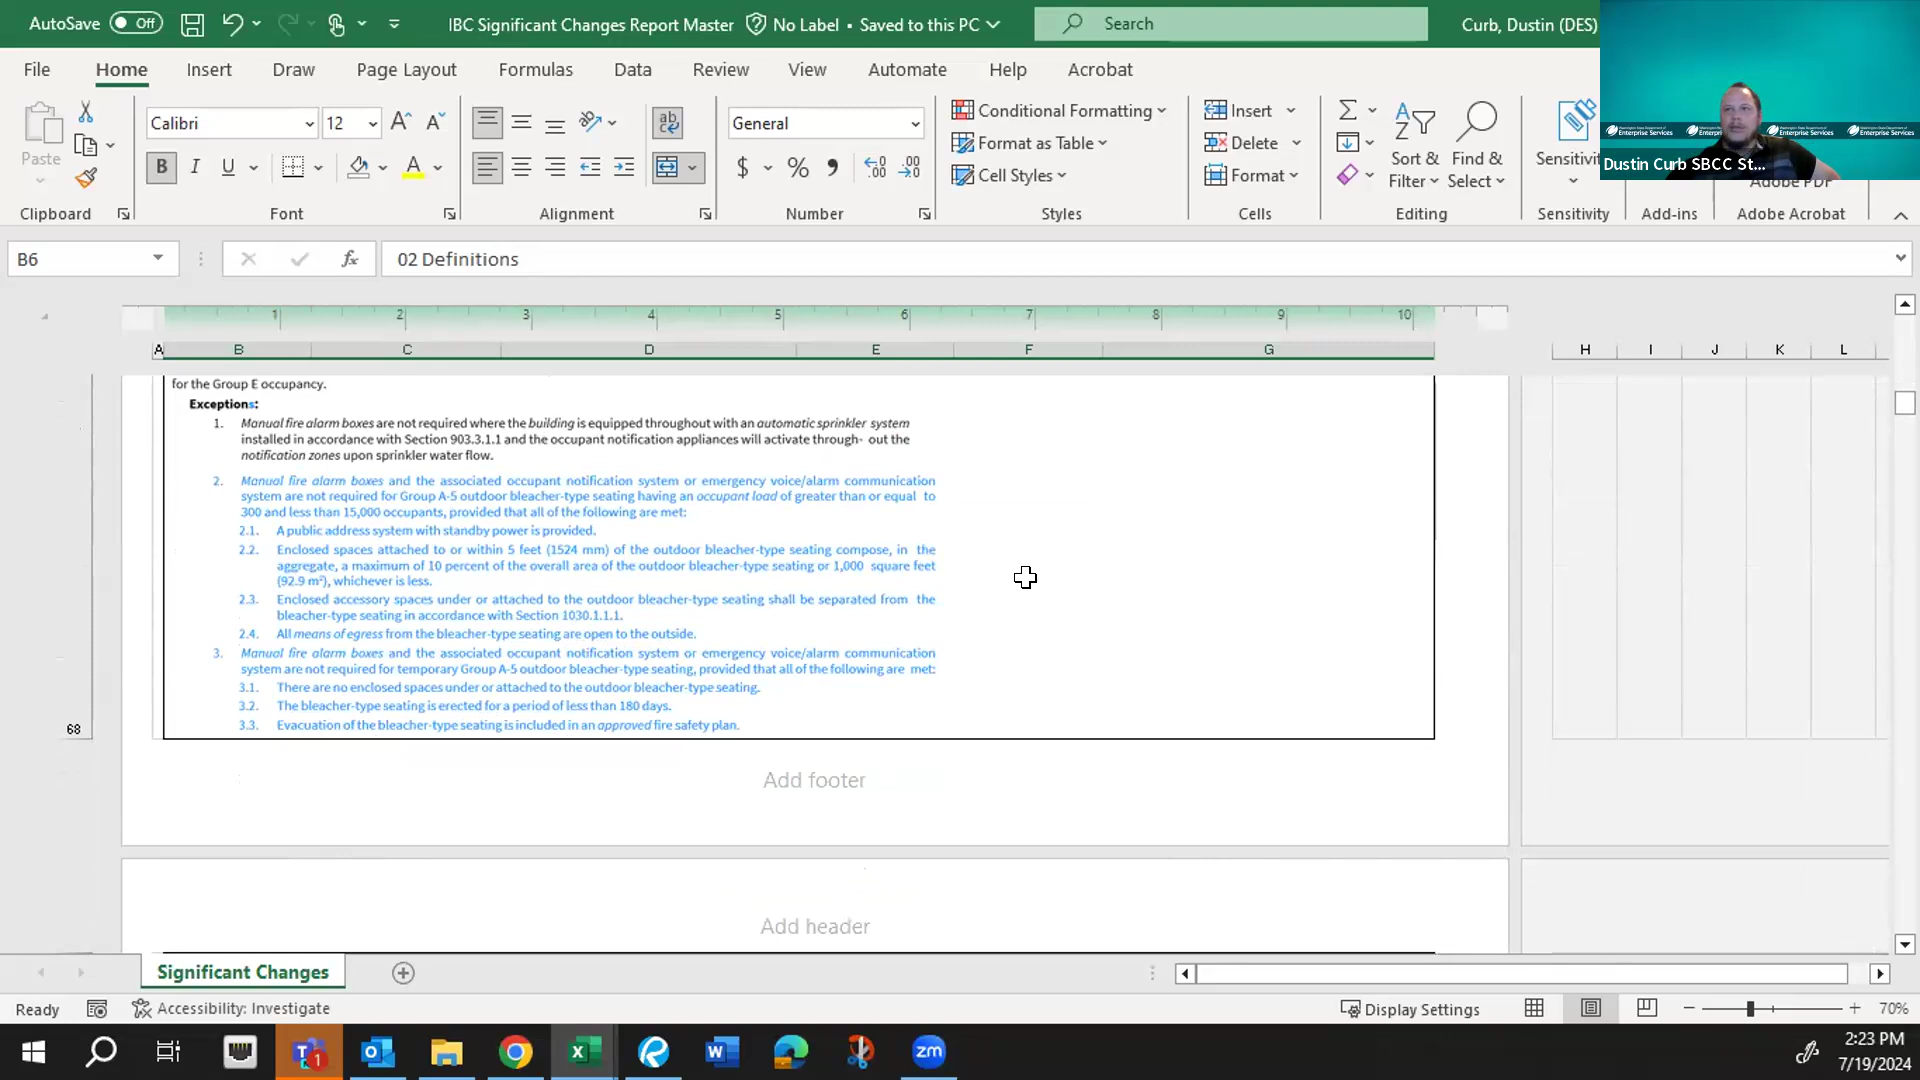 AutoSave Off IBC Significant Changes Report Master No Label • Saved to this PC Search Curb, Dustin (DES)
File Home Insert Draw Page Layout Formulas Data Review View Automate Help Acrobat
Paste Calibri 12 General Conditional Formatting Insert Sort & Filter Find & Select Sensitivity
B I U $ % Format as Table Delete
Cell Styles Format Adobe PDF
Clipboard Font Alignment Number Styles Cells Editing Sensitivity Add-ins Adobe Acrobat
Enterprise Services Enterprise Services Enterprise Services
Dustin Curb SBCC St...
B6 fx 02 Definitions
1 2 3 4 5 6 7 8 9 10
A B C D E F G H I J K L
for the Group E occupancy.
Exceptions:
1. Manual fire alarm boxes are not required where the building is equipped throughout with an automatic sprinkler system
installed in accordance with Section 903.3.1.1 and the occupant notification appliances will activate through- out the
notification zones upon sprinkler water flow.
2. Manual fire alarm boxes and the associated occupant notification system or emergency voice/alarm communication
system are not required for Group A-5 outdoor bleacher-type seating having an occupant load of greater than or equal to
300 and less than 15,000 occupants, provided that all of the following are met:
2.1. A public address system with standby power is provided.
2.2. Enclosed spaces attached to or within 5 feet (1524 mm) of the outdoor bleacher-type seating compose, in the
aggregate, a maximum of 10 percent of the overall area of the outdoor bleacher-type seating or 1,000 square feet
(92.9 m²), whichever is less.
2.3. Enclosed accessory spaces under or attached to the outdoor bleacher-type seating shall be separated from the
bleacher-type seating in accordance with Section 1030.1.1.1.
2.4. All means of egress from the bleacher-type seating are open to the outside.
3. Manual fire alarm boxes and the associated occupant notification system or emergency voice/alarm communication
system are not required for temporary Group A-5 outdoor bleacher-type seating, provided that all of the following are met:
3.1. There are no enclosed spaces under or attached to the outdoor bleacher-type seating.
3.2. The bleacher-type seating is erected for a period of less than 180 days.
3.3. Evacuation of the bleacher-type seating is included in an approved fire safety plan.
68
Add footer
Add header
Significant Changes
Ready Accessibility: Investigate Display Settings 70%
2:23 PM
7/19/2024